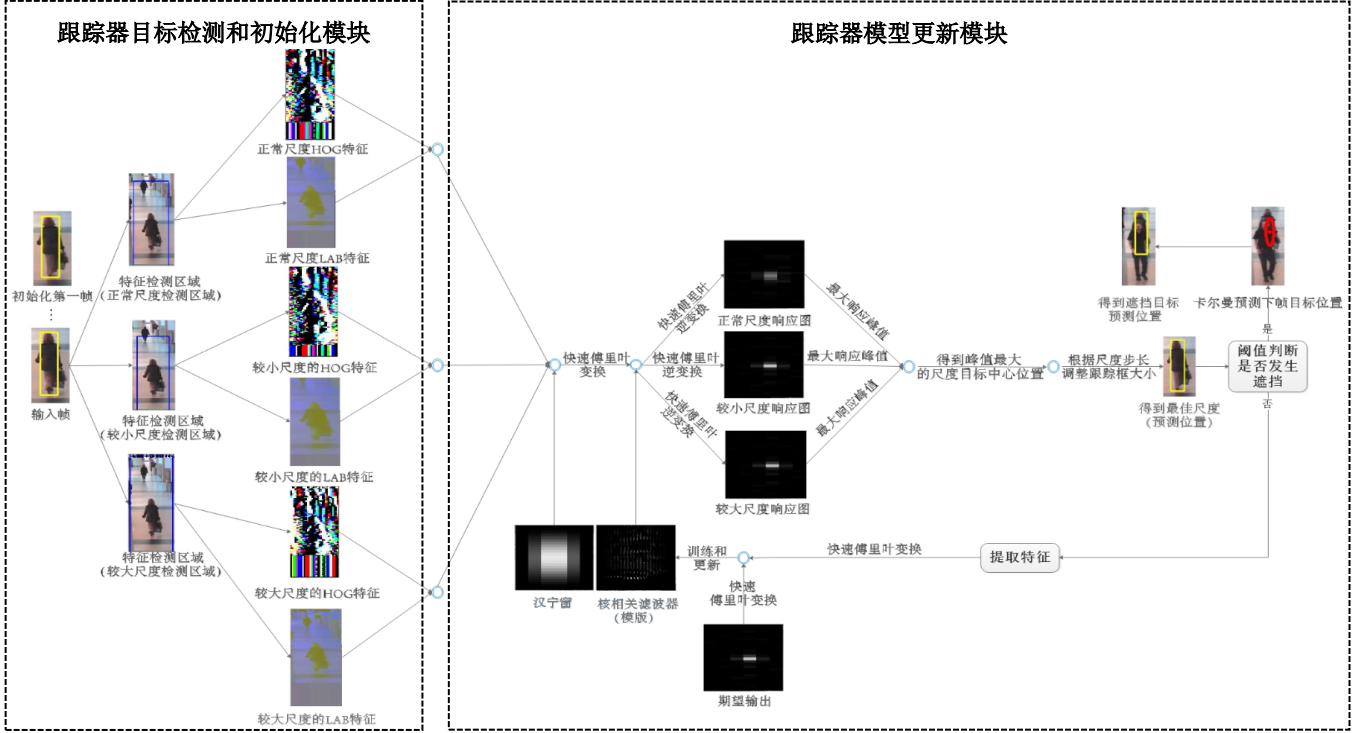 跟踪器目标检测和初始化模块
正常尺度HOG特征
正常尺度LAB特征
初始化第一帧
⋮
输入帧
特征检测区域
(正常尺度检测区域)
特征检测区域
(较小尺度检测区域)
特征检测区域
(较大尺度检测区域)
较小尺度的HOG特征
较小尺度的LAB特征
较大尺度的HOG特征
较大尺度的LAB特征
跟踪器模型更新模块
快速傅里叶
变换
快速傅里叶
逆变换
快速傅里叶
逆变换
快速傅里叶
逆变换
正常尺度响应图
较小尺度响应图
较大尺度响应图
最大响应峰值
最大响应峰值
最大响应峰值
得到峰值最大
的尺度目标中心位置
根据尺度步长
调整跟踪框大小
得到最佳尺度
(预测位置)
得到遮挡目标
预测位置
卡尔曼预测下帧目标位置
是
阈值判断
是否发生
遮挡
否
汉宁窗
核相关滤波器
(模版)
训练和
更新
快速傅里叶变换
提取特征
快速
傅里叶变换
期望输出